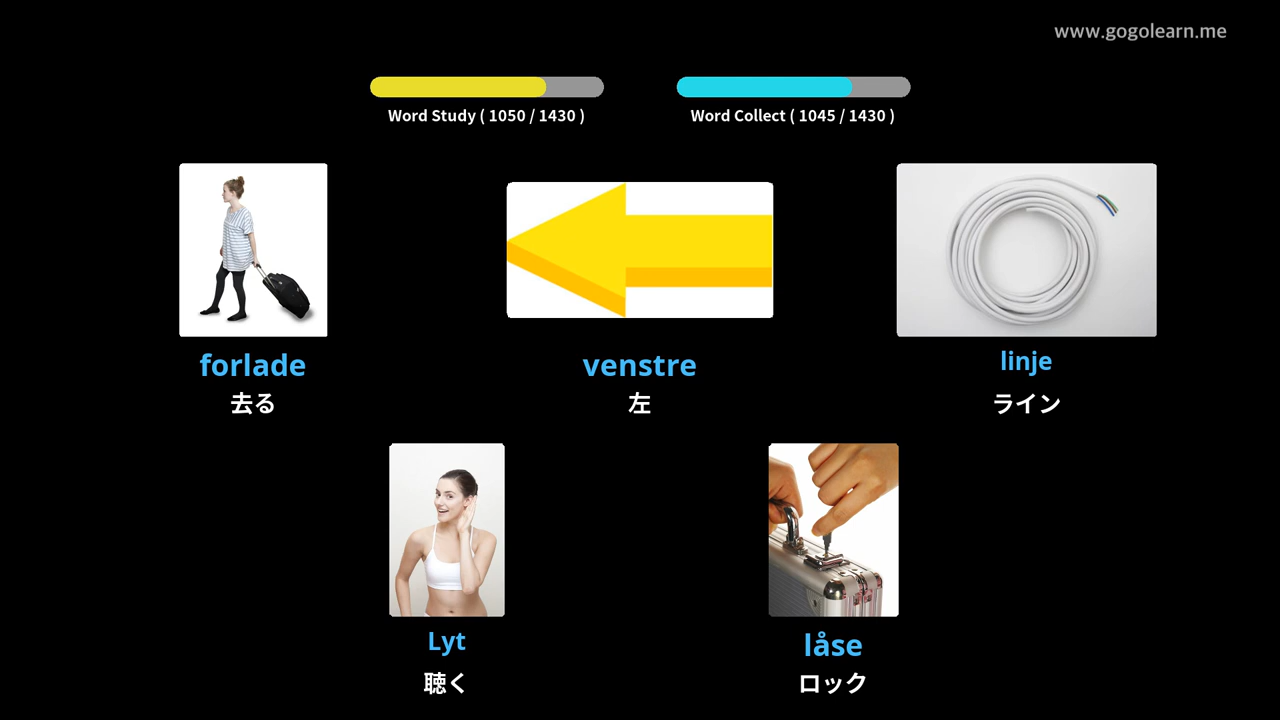 www.gogolearn.me
Word Study ( 1050 / 1430 )
Word Collect ( 1045 / 1430 )
forlade
去る
venstre
左
linje
ライン
Lyt
聴く
låse
ロック